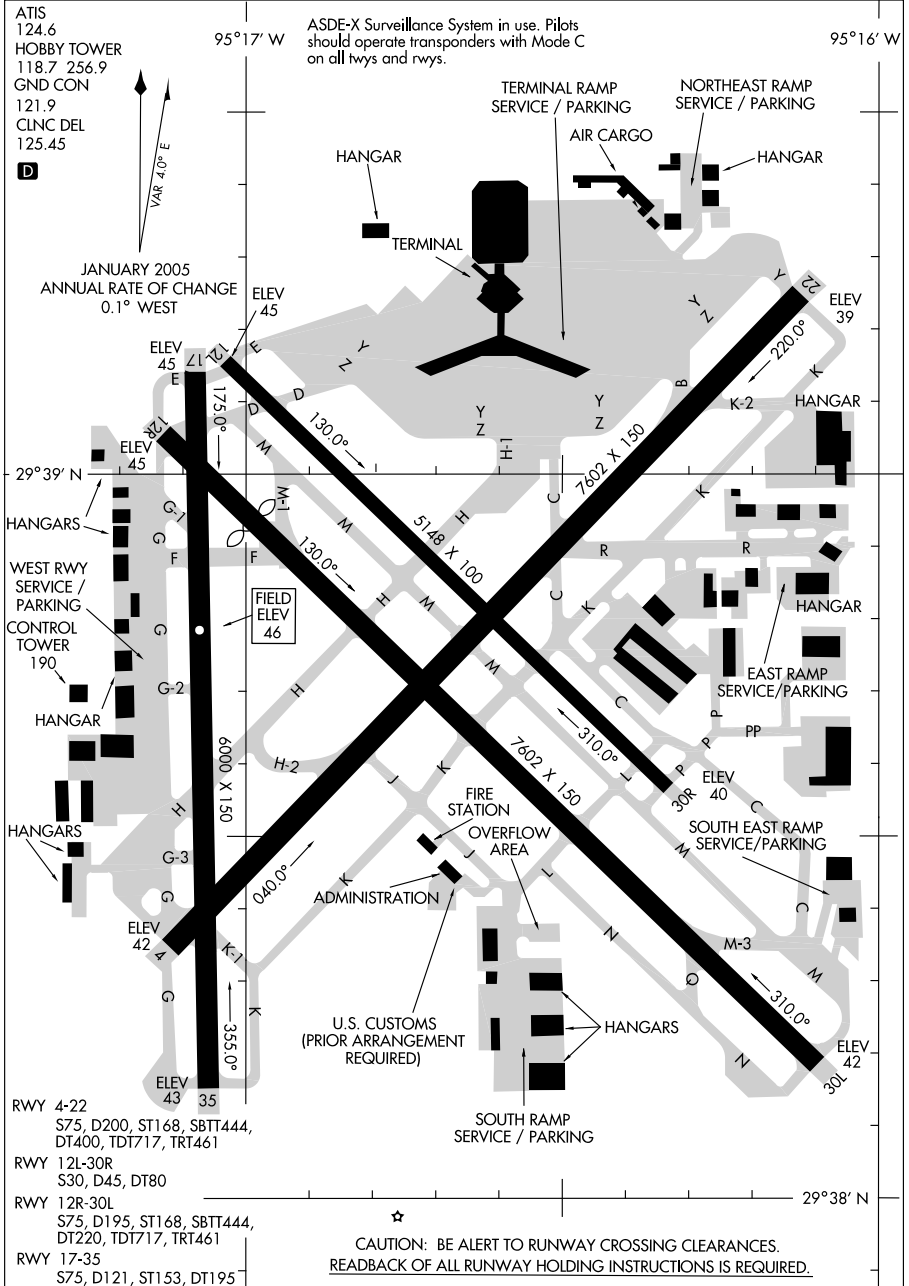 ATIS
124.6
HOBBY TOWER
118.7 256.9
GND CON
121.9
CLNC DEL
125.45
D
VAR 4.0° E
JANUARY 2005
ANNUAL RATE OF CHANGE
0.1° WEST
95°17' W
ASDE-X Surveillance System in use. Pilots
should operate transponders with Mode C
on all twys and rwys.
95°16' W
TERMINAL RAMP
SERVICE / PARKING
NORTHEAST RAMP
SERVICE / PARKING
AIR CARGO
HANGAR
HANGAR
TERMINAL
ELEV
45
ELEV
45
17
12L
E
E
Y
Z
Y
Z
Y
22
ELEV
39
220.0°
K
B
K-2
HANGAR
D
D
175.0°
12R
ELEV
45
M
130.0°
Y
Z
Y
Z
L-H
7602 X 150
29°39' N
HANGARS
G-1
M-1
G
M
H
C
K
5148 X 100
F
F
130.0°
R
R
WEST RWY
SERVICE /
PARKING
CONTROL
TOWER
190
FIELD
ELEV
46
G
H
M
C
K
HANGAR
M
G-2
HANGAR
H
C
EAST RAMP
SERVICE/PARKING
P
P
PP
310.0°
6000 X 150
H-2
J
K
7602 X 150
L
P
30R
ELEV
40
C
HANGARS
H
FIRE
STATION
OVERFLOW
AREA
SOUTH EAST RAMP
SERVICE/PARKING
G-3
J
M
G
040.0°
K
ADMINISTRATION
L
C
ELEV
42
4
K-1
N
M-3
G
Q
W
K
355.0°
U.S. CUSTOMS
(PRIOR ARRANGEMENT
REQUIRED)
HANGARS
310.0°
N
ELEV
42
30L
ELEV
43
35
SOUTH RAMP
SERVICE / PARKING
RWY 4-22
S75, D200, ST168, SBTT444,
DT400, TDT717, TRT461
RWY 12L-30R
S30, D45, DT80
RWY 12R-30L
S75, D195, ST168, SBTT444,
DT220, TDT717, TRT461
RWY 17-35
S75, D121, ST153, DT195
29°38' N
CAUTION: BE ALERT TO RUNWAY CROSSING CLEARANCES.
READBACK OF ALL RUNWAY HOLDING INSTRUCTIONS IS REQUIRED.